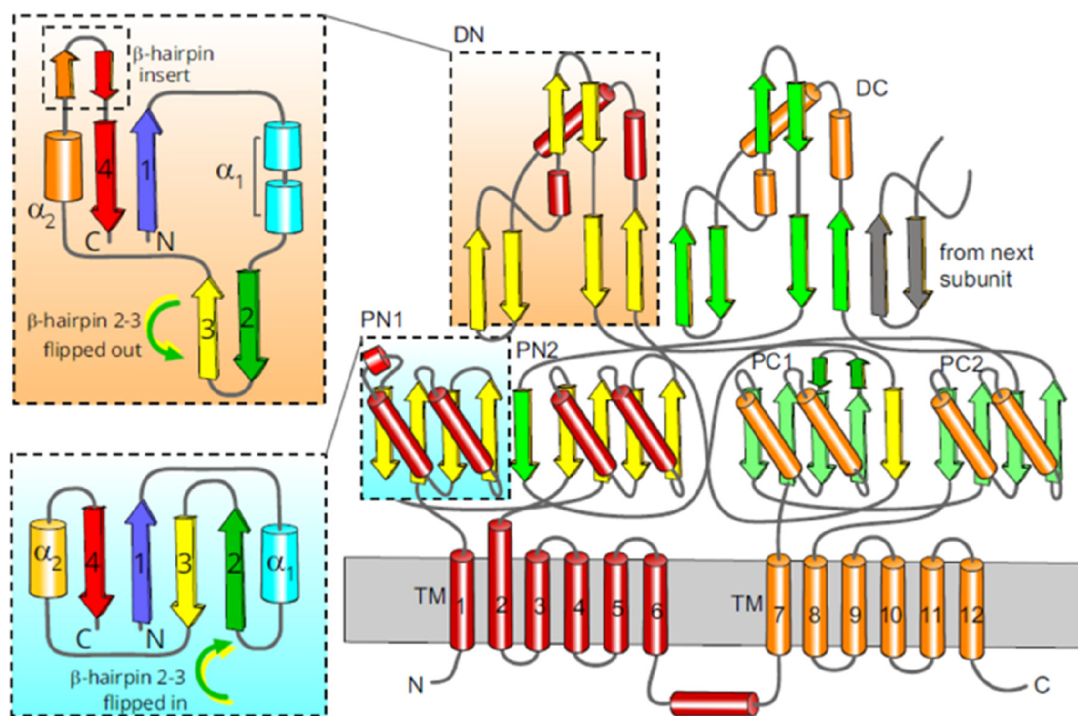 β-hairpin
insert
α₂
4
1
α₁
C
N
β-hairpin 2-3
flipped out
3
2
α₂
4
1
3
2
α₁
C
N
β-hairpin 2-3
flipped in
DN
DC
from next
subunit
PN1
PN2
PC1
PC2
TM
1
2
3
4
5
6
TM
7
8
9
10
11
12
N
C